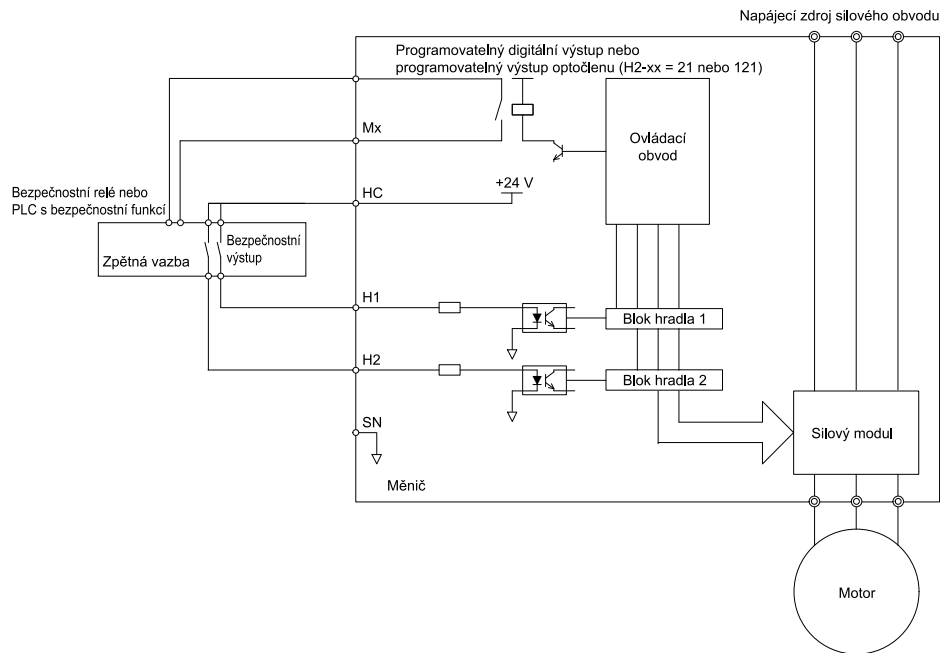 Napájecí zdroj silového obvodu
Programovatelný digitální výstup nebo
programovatelný výstup optočlenu (H2-xx = 21 nebo 121)
Mx
Ovládací
obvod
+24 V
HC
Bezpečnostní relé nebo
PLC s bezpečnostní funkcí
Bezpečnostní
výstup
Zpětná vazba
H1
Blok hradla 1
H2
Blok hradla 2
SN
Silový modul
Měnič
Motor